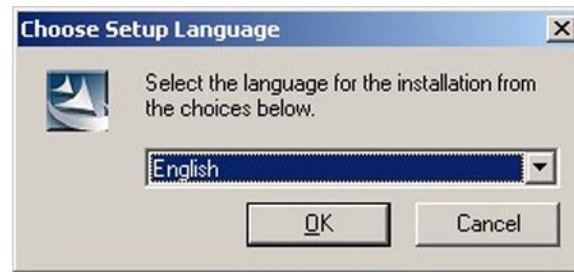 Choose Setup Language
Select the language for the installation from
the choices below.
English
OK
Cancel